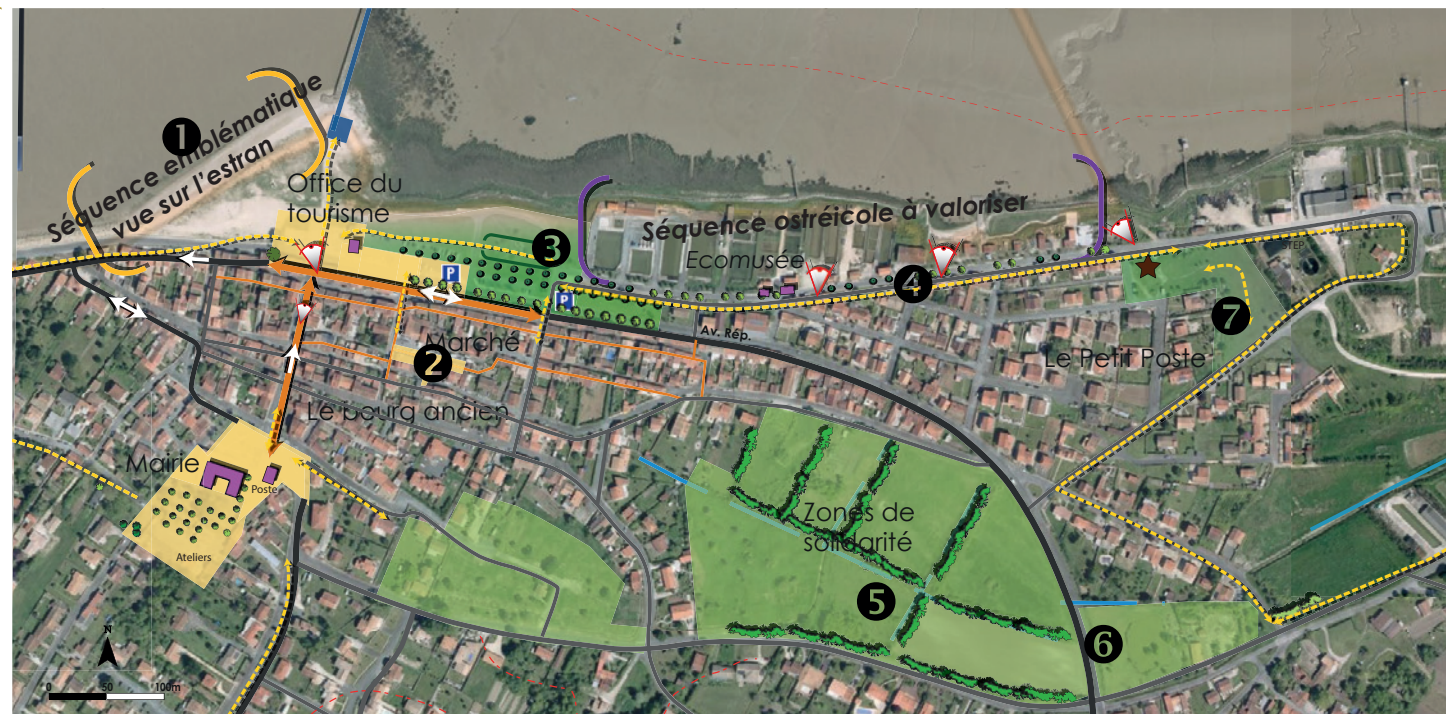 1
Séquence emblématique
vue sur l'estran
Office du
tourisme
3
Séquence ostréicole à valoriser
Ecomusée
4
P
P
STEP
7
Av. Rép.
Le Petit Poste
Marché
2
Le bourg ancien
Mairie
Poste
Ateliers
Zones de
solidarité
5
6
N
0 50 100m